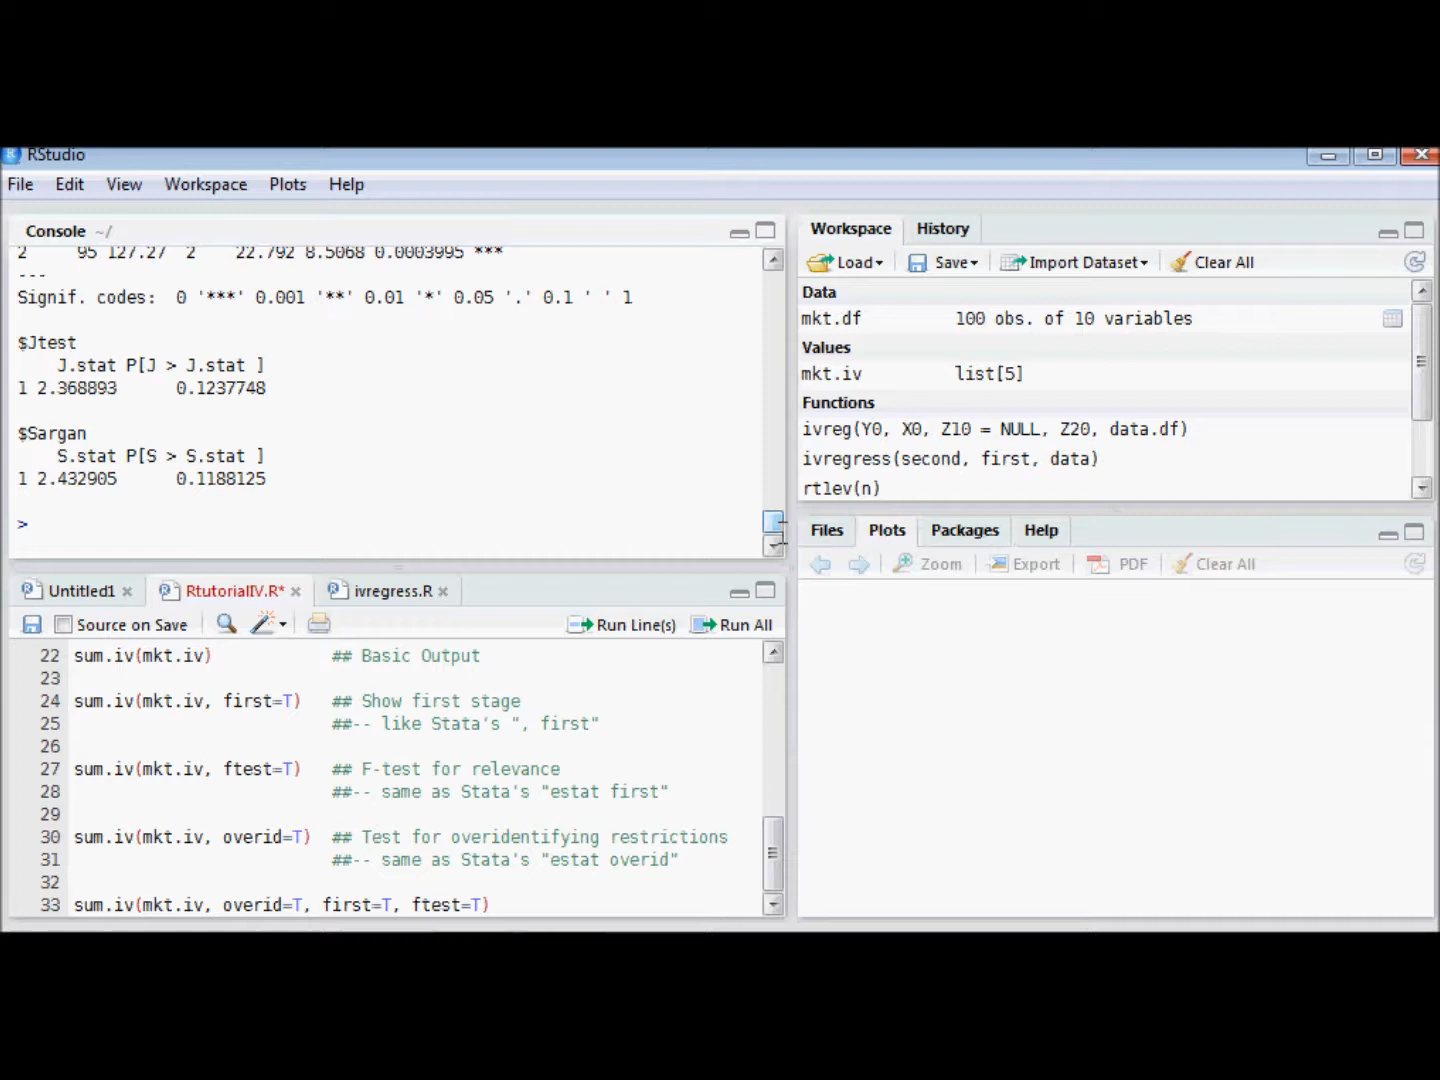 RStudio
File Edit View Workspace Plots Help
Console ~/
2     95 127.27  2    22.792 8.5068 0.0003995 ***
---
Signif. codes:  0 '***' 0.001 '**' 0.01 '*' 0.05 '.' 0.1 ' ' 1
$Jtest
    J.stat P[J > J.stat ]
1 2.368893      0.1237748
$Sargan
    S.stat P[S > S.stat ]
1 2.432905      0.1188125
>
Untitled1 RtutorialIV.R* ivregress.R
Source on Save Run Line(s) Run All
22 sum.iv(mkt.iv)            ## Basic Output
23
24 sum.iv(mkt.iv, first=T)   ## Show first stage
25                           ##-- like Stata's ", first"
26
27 sum.iv(mkt.iv, ftest=T)   ## F-test for relevance
28                           ##-- same as Stata's "estat first"
29
30 sum.iv(mkt.iv, overid=T)  ## Test for overidentifying restrictions
31                           ##-- same as Stata's "estat overid"
32
33 sum.iv(mkt.iv, overid=T, first=T, ftest=T)
Workspace History
Load Save Import Dataset Clear All
Data
mkt.df 100 obs. of 10 variables
Values
mkt.iv list[5]
Functions
ivreg(Y0, X0, Z10 = NULL, Z20, data.df)
ivregress(second, first, data)
rtlev(n)
Files Plots Packages Help
Zoom Export PDF Clear All